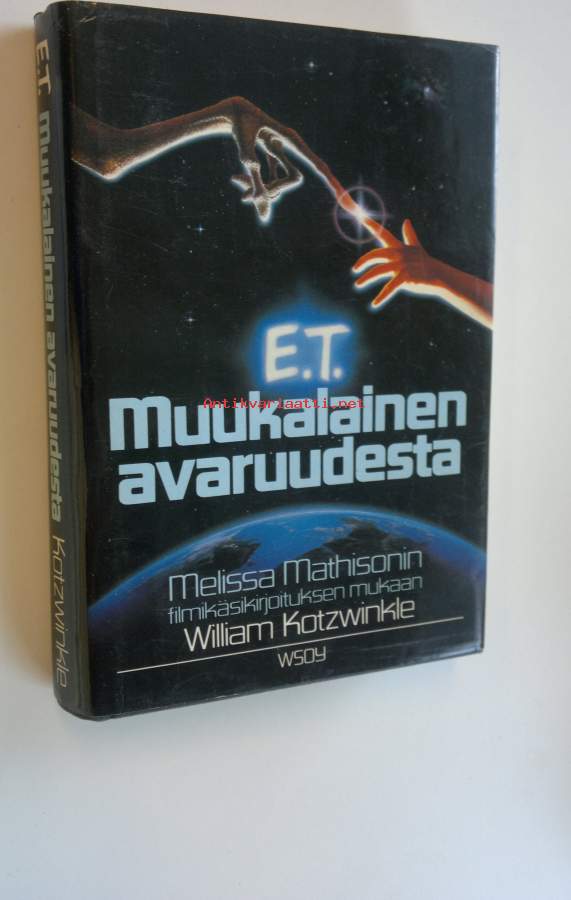 E.T. Muukalainen avaruudesta Kotzwinkle
E.T.
Muukalainen
Antikvariaatti.net
avaruudesta
Melissa Mathisonin
filmikäsikirjoituksen mukaan
William Kotzwinkle
WSOY